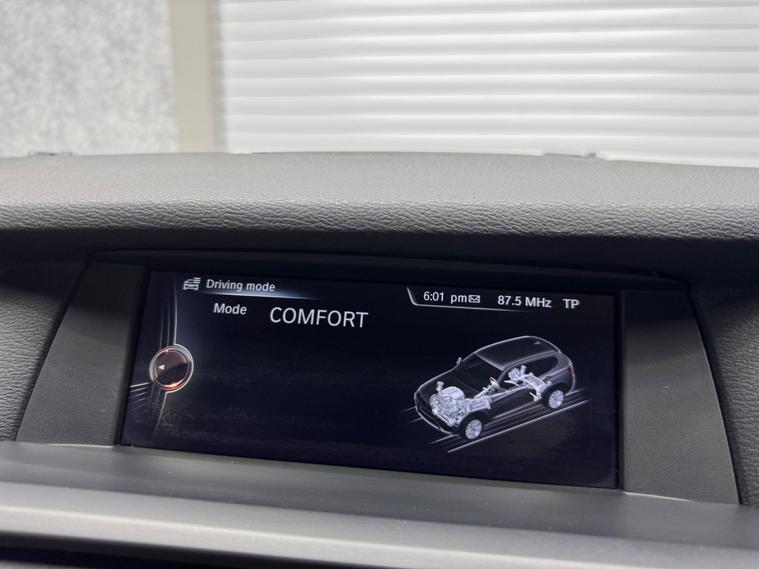 Driving mode
6:01 pm 87.5 MHz TP
Mode COMFORT